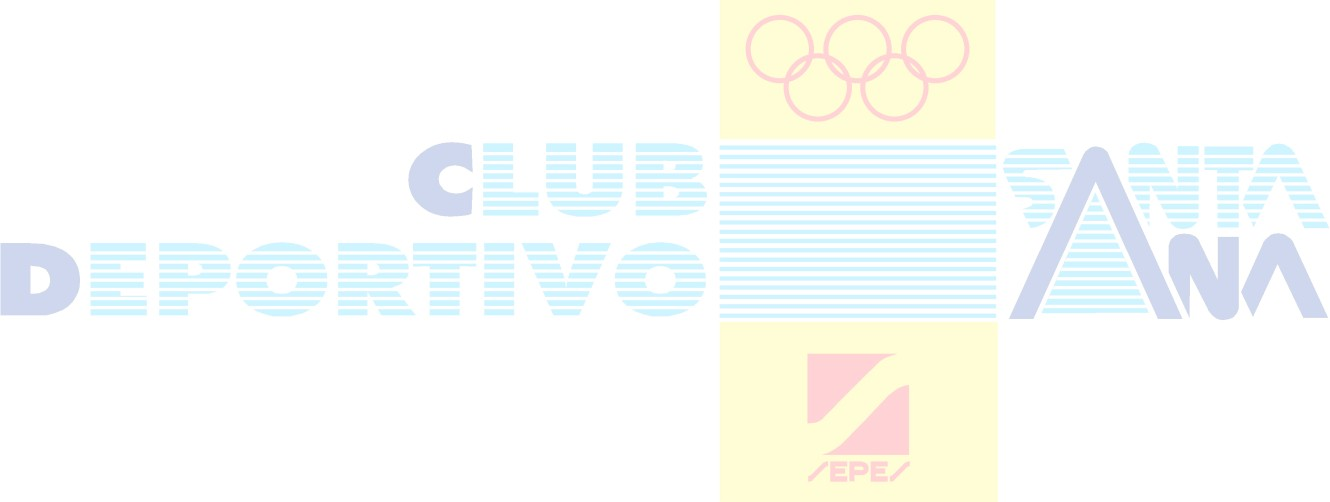 CLUB
DEPORTIVO
SANTA
ANA
SEPES